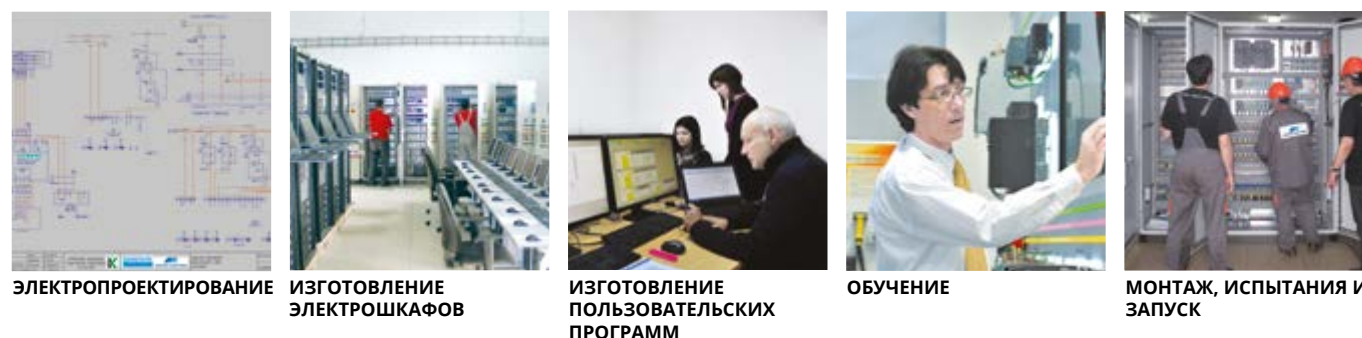 ЭЛЕКТРОПРОЕКТИРОВАНИЕ
ИЗГОТОВЛЕНИЕ
ЭЛЕКТРОШКАФОВ
ИЗГОТОВЛЕНИЕ
ПОЛЬЗОВАТЕЛЬСКИХ
ПРОГРАММ
ОБУЧЕНИЕ
МОНТАЖ, ИСПЫТАНИЯ И
ЗАПУСК